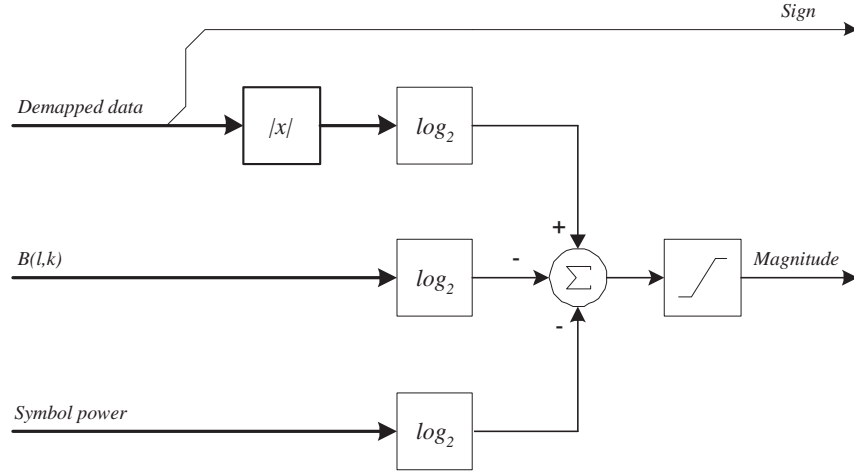 Sign
Demapped data
|x|
log2
+
B(l,k)
log2
-
Σ
Magnitude
-
Symbol power
log2